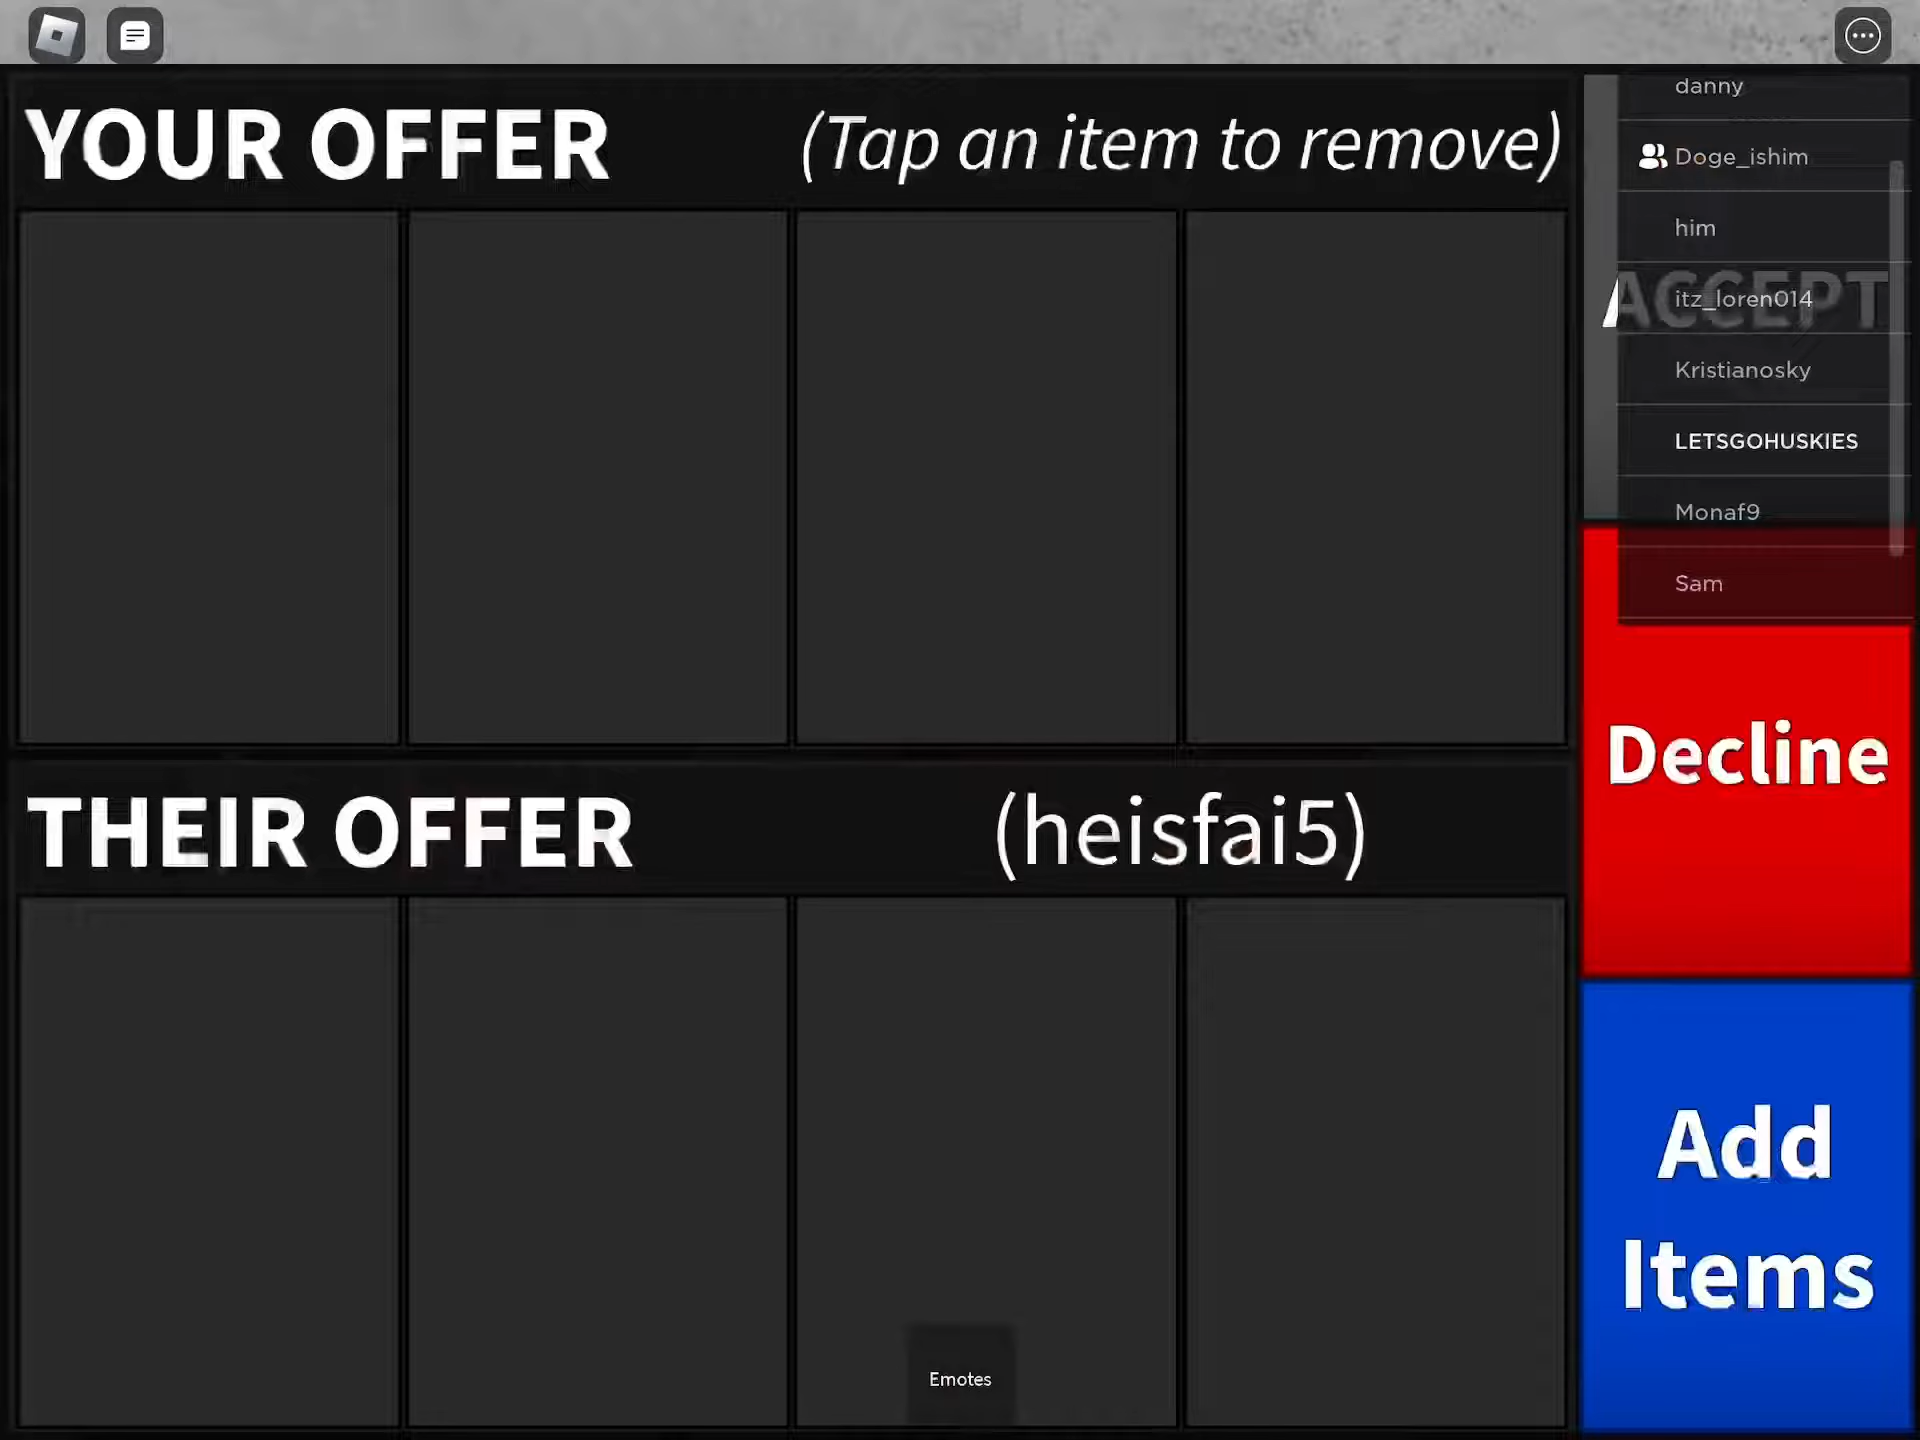 YOUR OFFER (Tap an item to remove)
danny
Doge_ishim
him
ACCEPT
itz_loren014
Kristianosky
LETSGOHUSKIES
Monaf9
Sam
Decline
THEIR OFFER (heisfai5)
Add
Items
Emotes